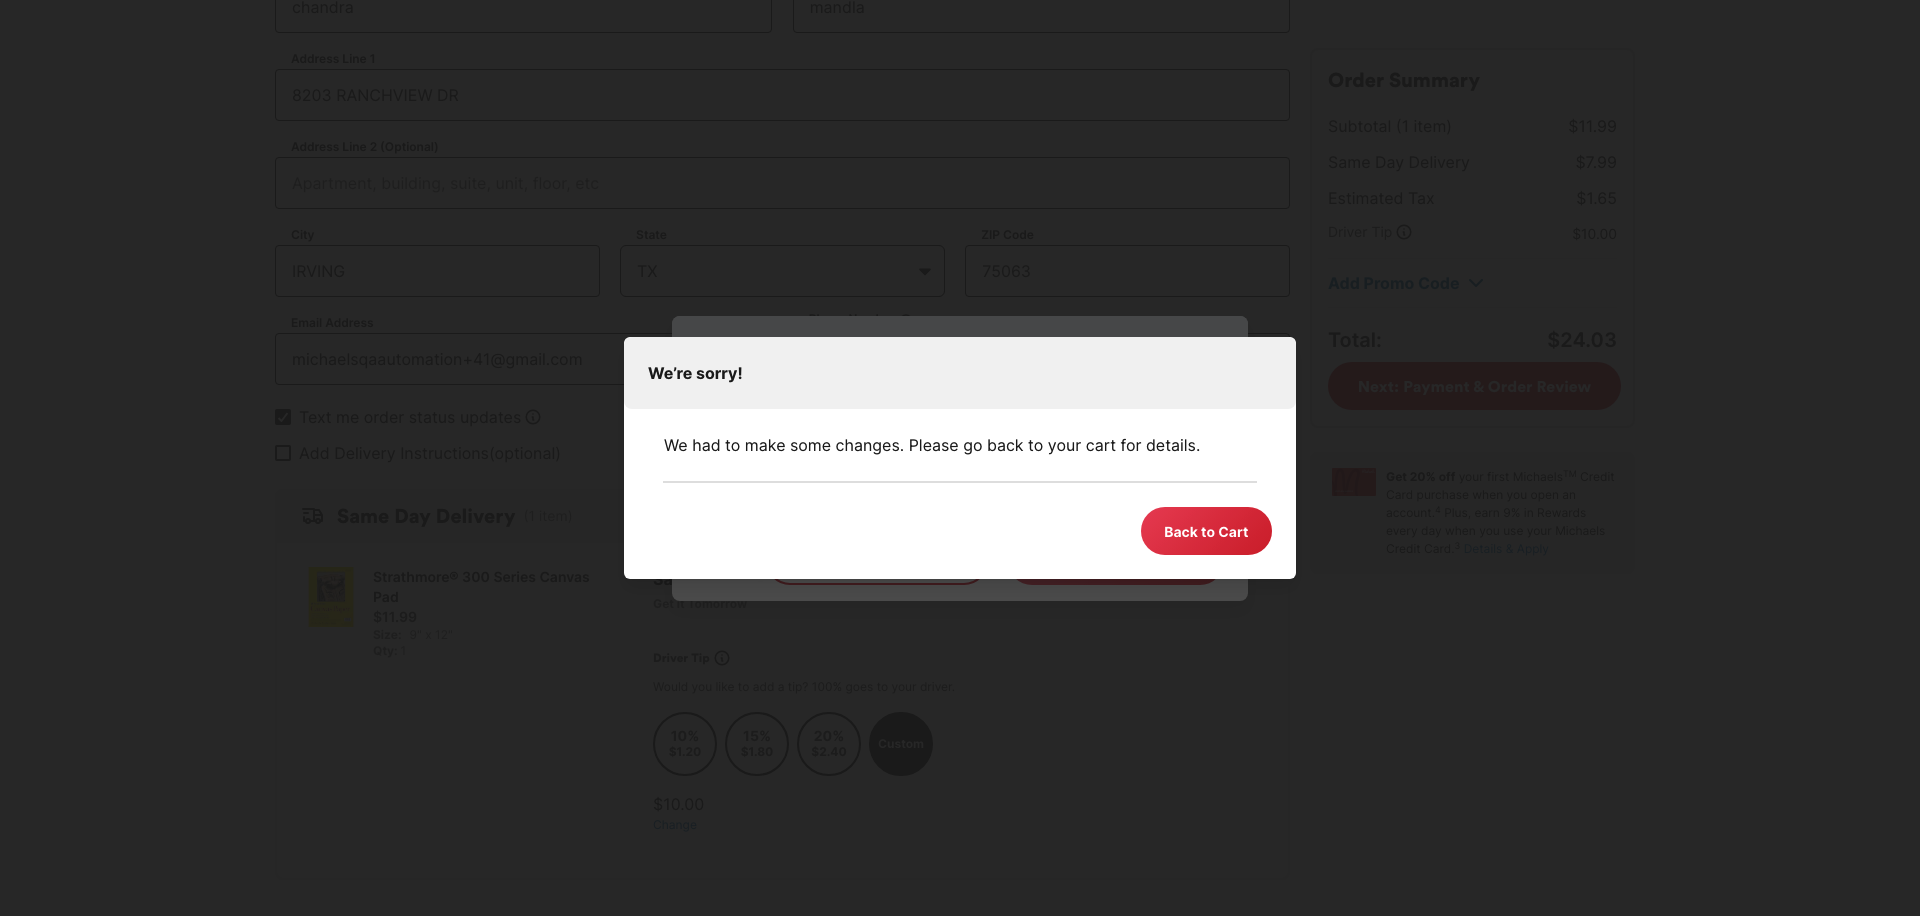 chandra
mandla
Address Line 1
8203 RANCHVIEW DR
Address Line 2 (Optional)
Apartment, building, suite, unit, floor, etc
City
State
ZIP Code
IRVING
TX
75063
Email Address
michaelsqaautomation+41@gmail.com
Text me order status updates
Add Delivery Instructions(optional)
Same Day Delivery (1 item)
Strathmore® 300 Series Canvas
Pad
$11.99
Size: 9" x 12"
Qty: 1
Get it Tomorrow
Driver Tip
Would you like to add a tip? 100% goes to your driver.
10%
$1.20
15%
$1.80
20%
$2.40
Custom
$10.00
Change
We’re sorry!
We had to make some changes. Please go back to your cart for details.
Back to Cart
Order Summary
Subtotal (1 item) $11.99
Same Day Delivery $7.99
Estimated Tax $1.65
Driver Tip $10.00
Add Promo Code
Total: $24.03
Next: Payment & Order Review
Get 20% off your first Michaels™ Credit
Card purchase when you open an
account.‡ Plus, earn 9% in Rewards
every day when you use your Michaels
Credit Card.² Details & Apply